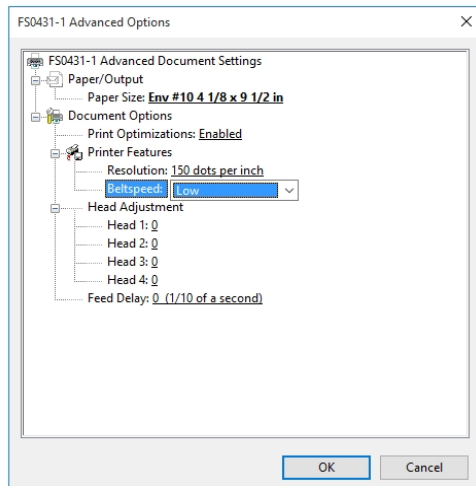 FS0431-1 Advanced Options
FS0431-1 Advanced Document Settings
Paper/Output
Paper Size: Env #10 4 1/8 x 9 1/2 in
Document Options
Print Optimizations: Enabled
Printer Features
Resolution: 150 dots per inch
Beltspeed: Low
Head Adjustment
Head 1: 0
Head 2: 0
Head 3: 0
Head 4: 0
Feed Delay: 0 (1/10 of a second)
OK Cancel